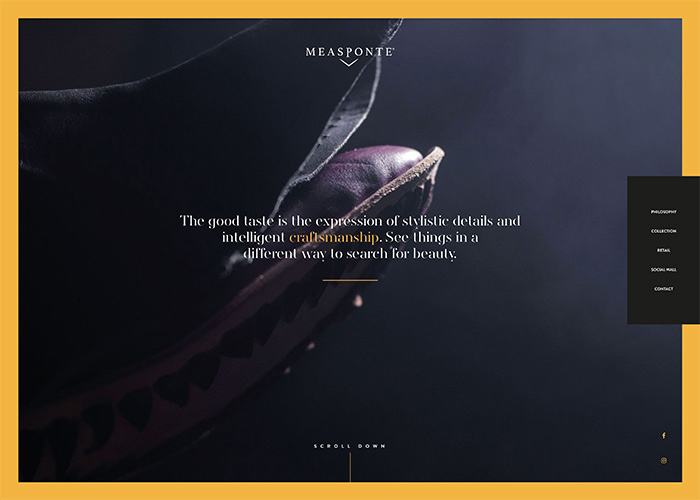 MEASPONTE
The good taste is the expression of stylistic details and
intelligent craftsmanship. See things in a
different way to search for beauty.
PHILOSOPHY
COLLECTION
RETAIL
SOCIAL WALL
CONTACT
SCROLL DOWN